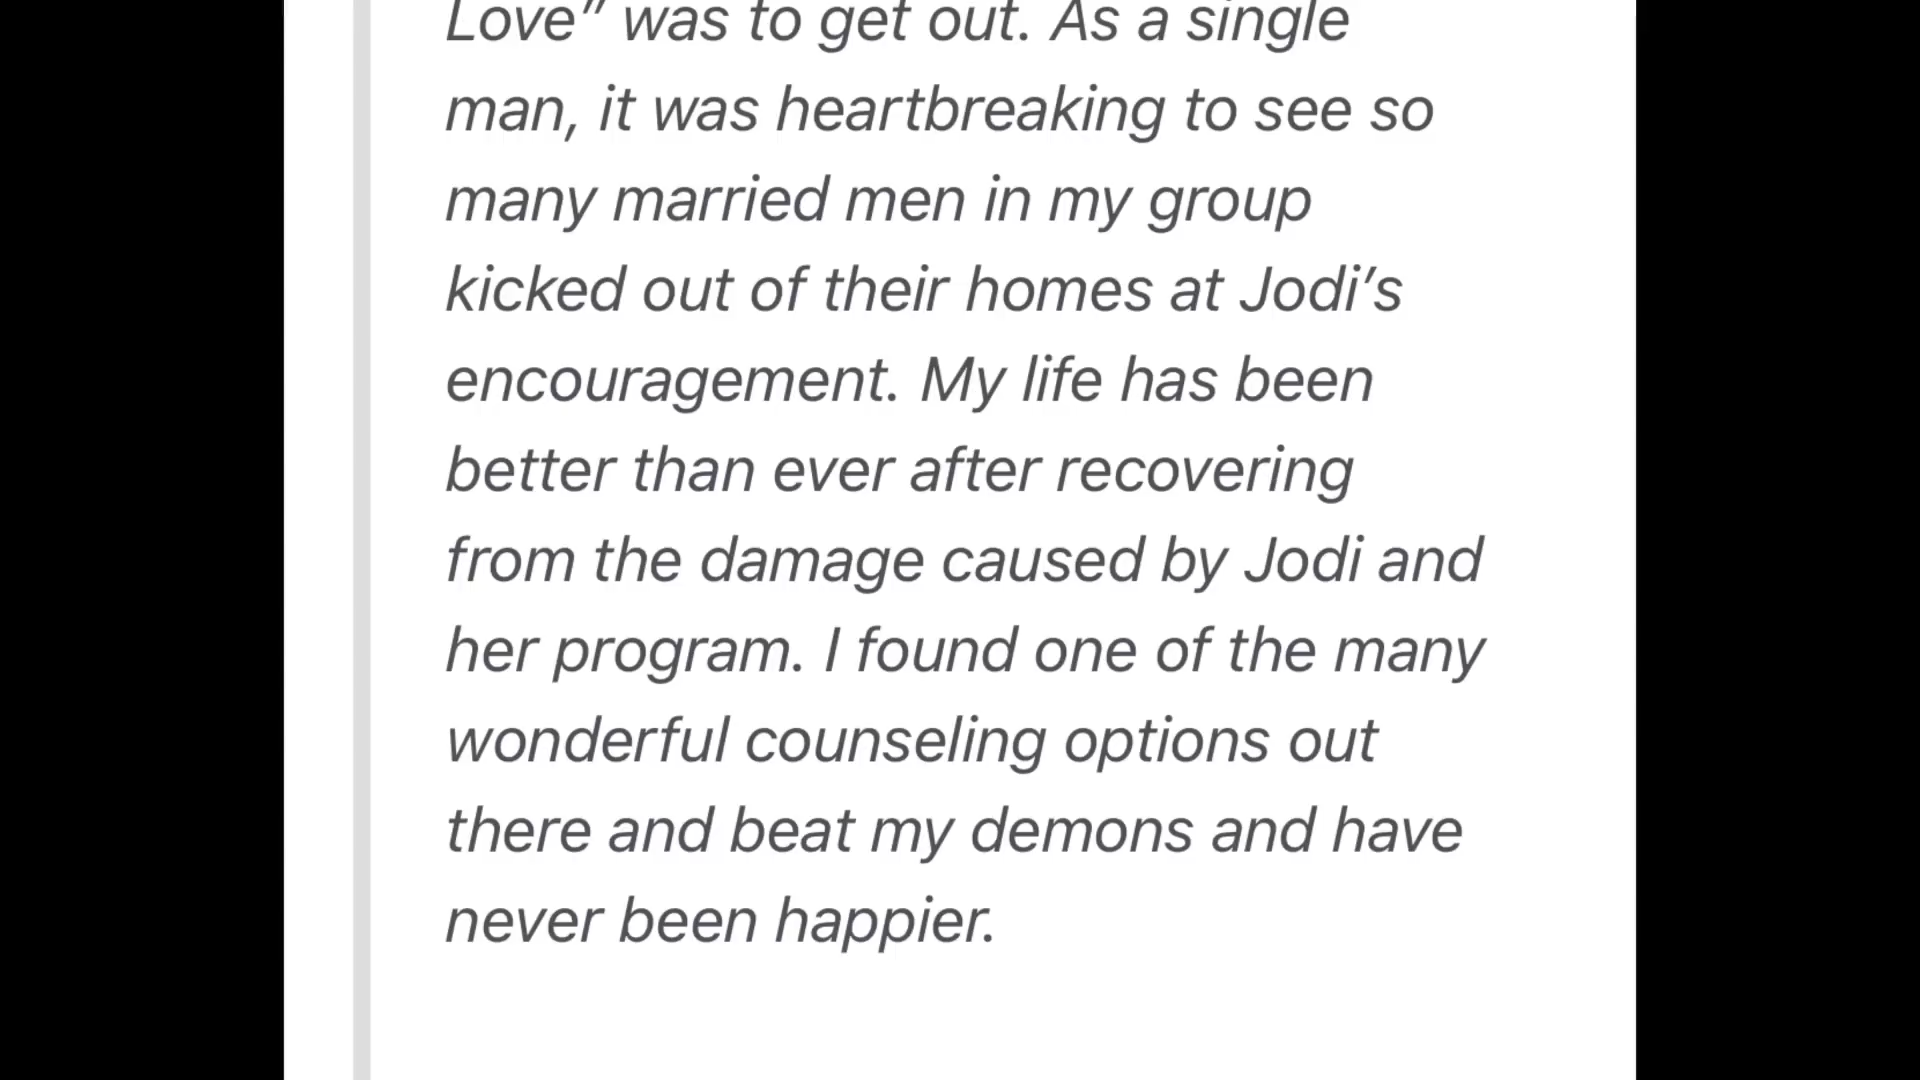 Love” was to get out. As a single
man, it was heartbreaking to see so
many married men in my group
kicked out of their homes at Jodi’s
encouragement. My life has been
better than ever after recovering
from the damage caused by Jodi and
her program. I found one of the many
wonderful counseling options out
there and beat my demons and have
never been happier.